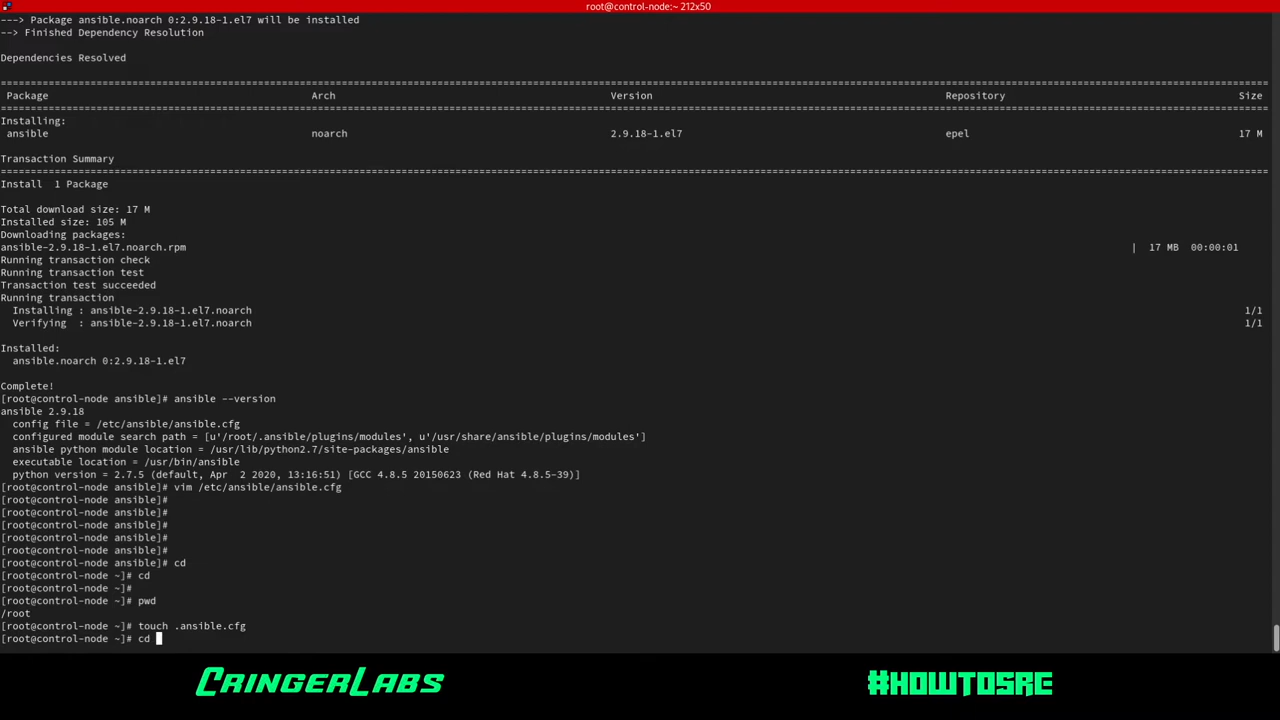 root@control-node:~ 212x50
---> Package ansible.noarch 0:2.9.18-1.el7 will be installed
--> Finished Dependency Resolution
Dependencies Resolved
================================================================================
Package Arch Version Repository Size
================================================================================
Installing:
ansible noarch 2.9.18-1.el7 epel 17 M
Transaction Summary
================================================================================
Install 1 Package
Total download size: 17 M
Installed size: 105 M
Downloading packages:
ansible-2.9.18-1.el7.noarch.rpm | 17 MB 00:00:01
Running transaction check
Running transaction test
Transaction test succeeded
Running transaction
Installing : ansible-2.9.18-1.el7.noarch 1/1
Verifying : ansible-2.9.18-1.el7.noarch 1/1
Installed:
ansible.noarch 0:2.9.18-1.el7
Complete!
[root@control-node ansible]# ansible --version
ansible 2.9.18
config file = /etc/ansible/ansible.cfg
configured module search path = [u'/root/.ansible/plugins/modules', u'/usr/share/ansible/plugins/modules']
ansible python module location = /usr/lib/python2.7/site-packages/ansible
executable location = /usr/bin/ansible
python version = 2.7.5 (default, Apr 2 2020, 13:16:51) [GCC 4.8.5 20150623 (Red Hat 4.8.5-39)]
[root@control-node ansible]# vim /etc/ansible/ansible.cfg
[root@control-node ansible]#
[root@control-node ansible]#
[root@control-node ansible]#
[root@control-node ansible]#
[root@control-node ansible]#
[root@control-node ansible]# cd
[root@control-node ~]# cd
[root@control-node ~]#
[root@control-node ~]# pwd
/root
[root@control-node ~]# touch .ansible.cfg
[root@control-node ~]# cd
CringerLabs
#HOWTOSRE